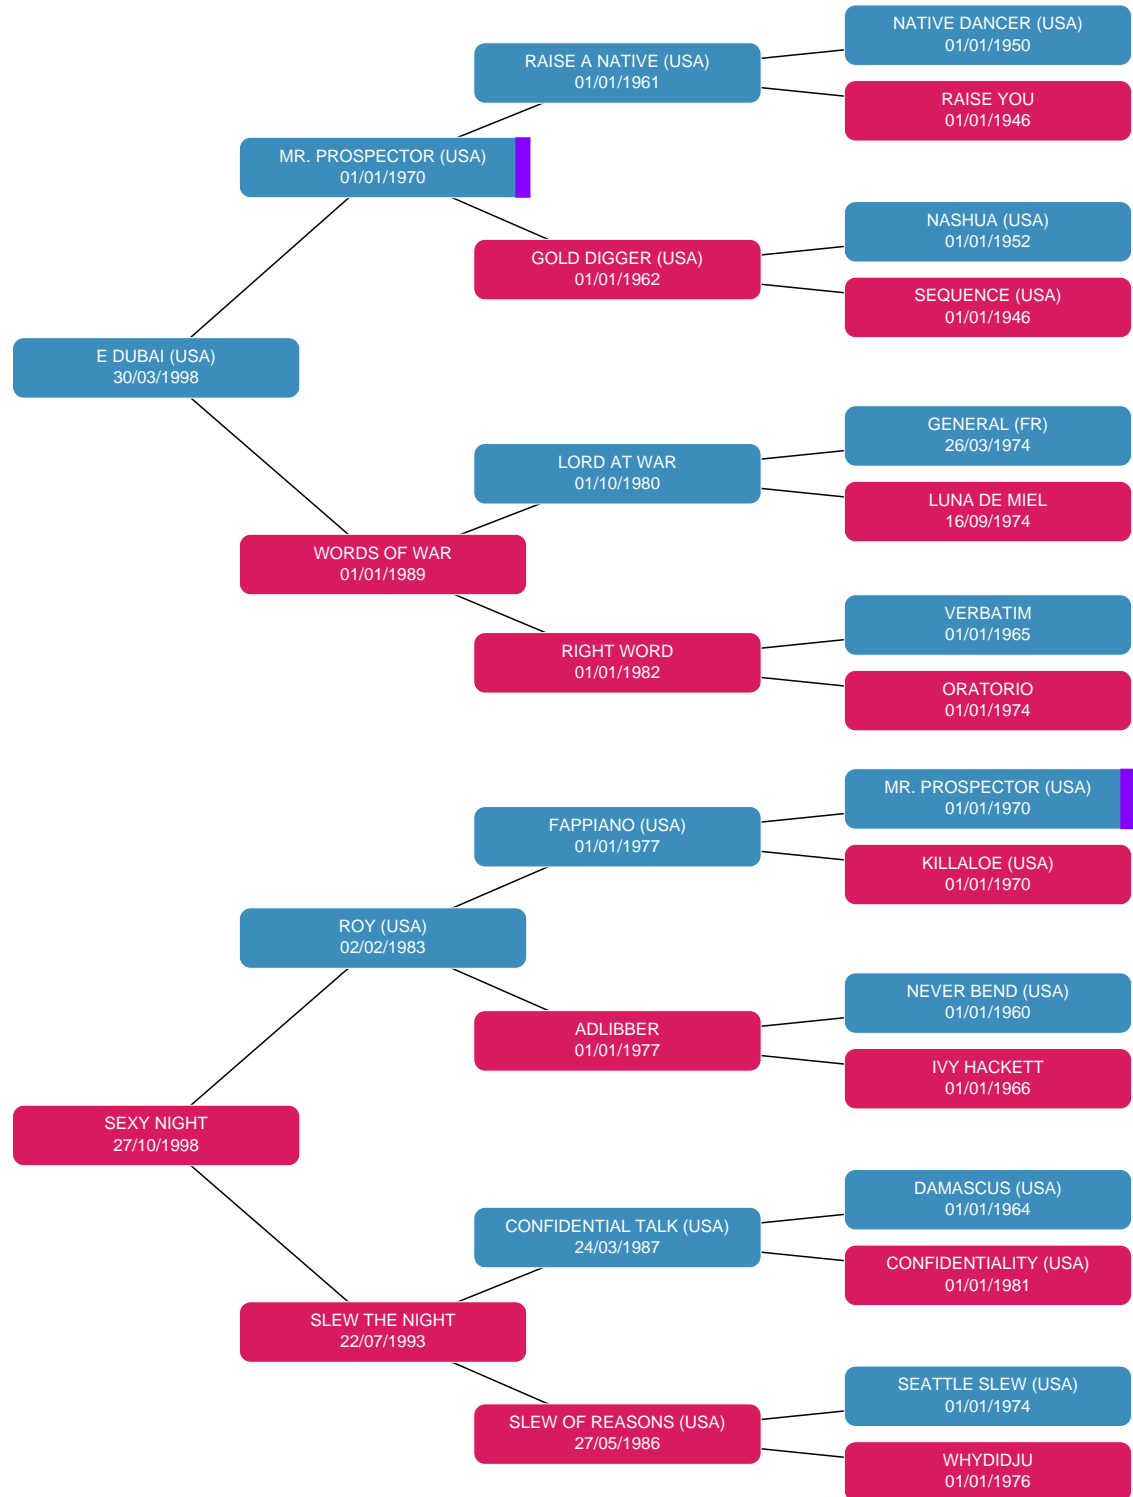 NATIVE DANCER (USA)
01/01/1950
RAISE A NATIVE (USA)
01/01/1961
RAISE YOU
01/01/1946
MR. PROSPECTOR (USA)
01/01/1970
NASHUA (USA)
01/01/1952
GOLD DIGGER (USA)
01/01/1962
SEQUENCE (USA)
01/01/1946
E DUBAI (USA)
30/03/1998
GENERAL (FR)
26/03/1974
LORD AT WAR
01/10/1980
LUNA DE MIEL
16/09/1974
WORDS OF WAR
01/01/1989
VERBATIM
01/01/1965
RIGHT WORD
01/01/1982
ORATORIO
01/01/1974
MR. PROSPECTOR (USA)
01/01/1970
FAPPIANO (USA)
01/01/1977
KILLALOE (USA)
01/01/1970
ROY (USA)
02/02/1983
NEVER BEND (USA)
01/01/1960
ADLIBBER
01/01/1977
IVY HACKETT
01/01/1966
SEXY NIGHT
27/10/1998
DAMASCUS (USA)
01/01/1964
CONFIDENTIAL TALK (USA)
24/03/1987
CONFIDENTIALITY (USA)
01/01/1981
SLEW THE NIGHT
22/07/1993
SEATTLE SLEW (USA)
01/01/1974
SLEW OF REASONS (USA)
27/05/1986
WHYDIDJU
01/01/1976